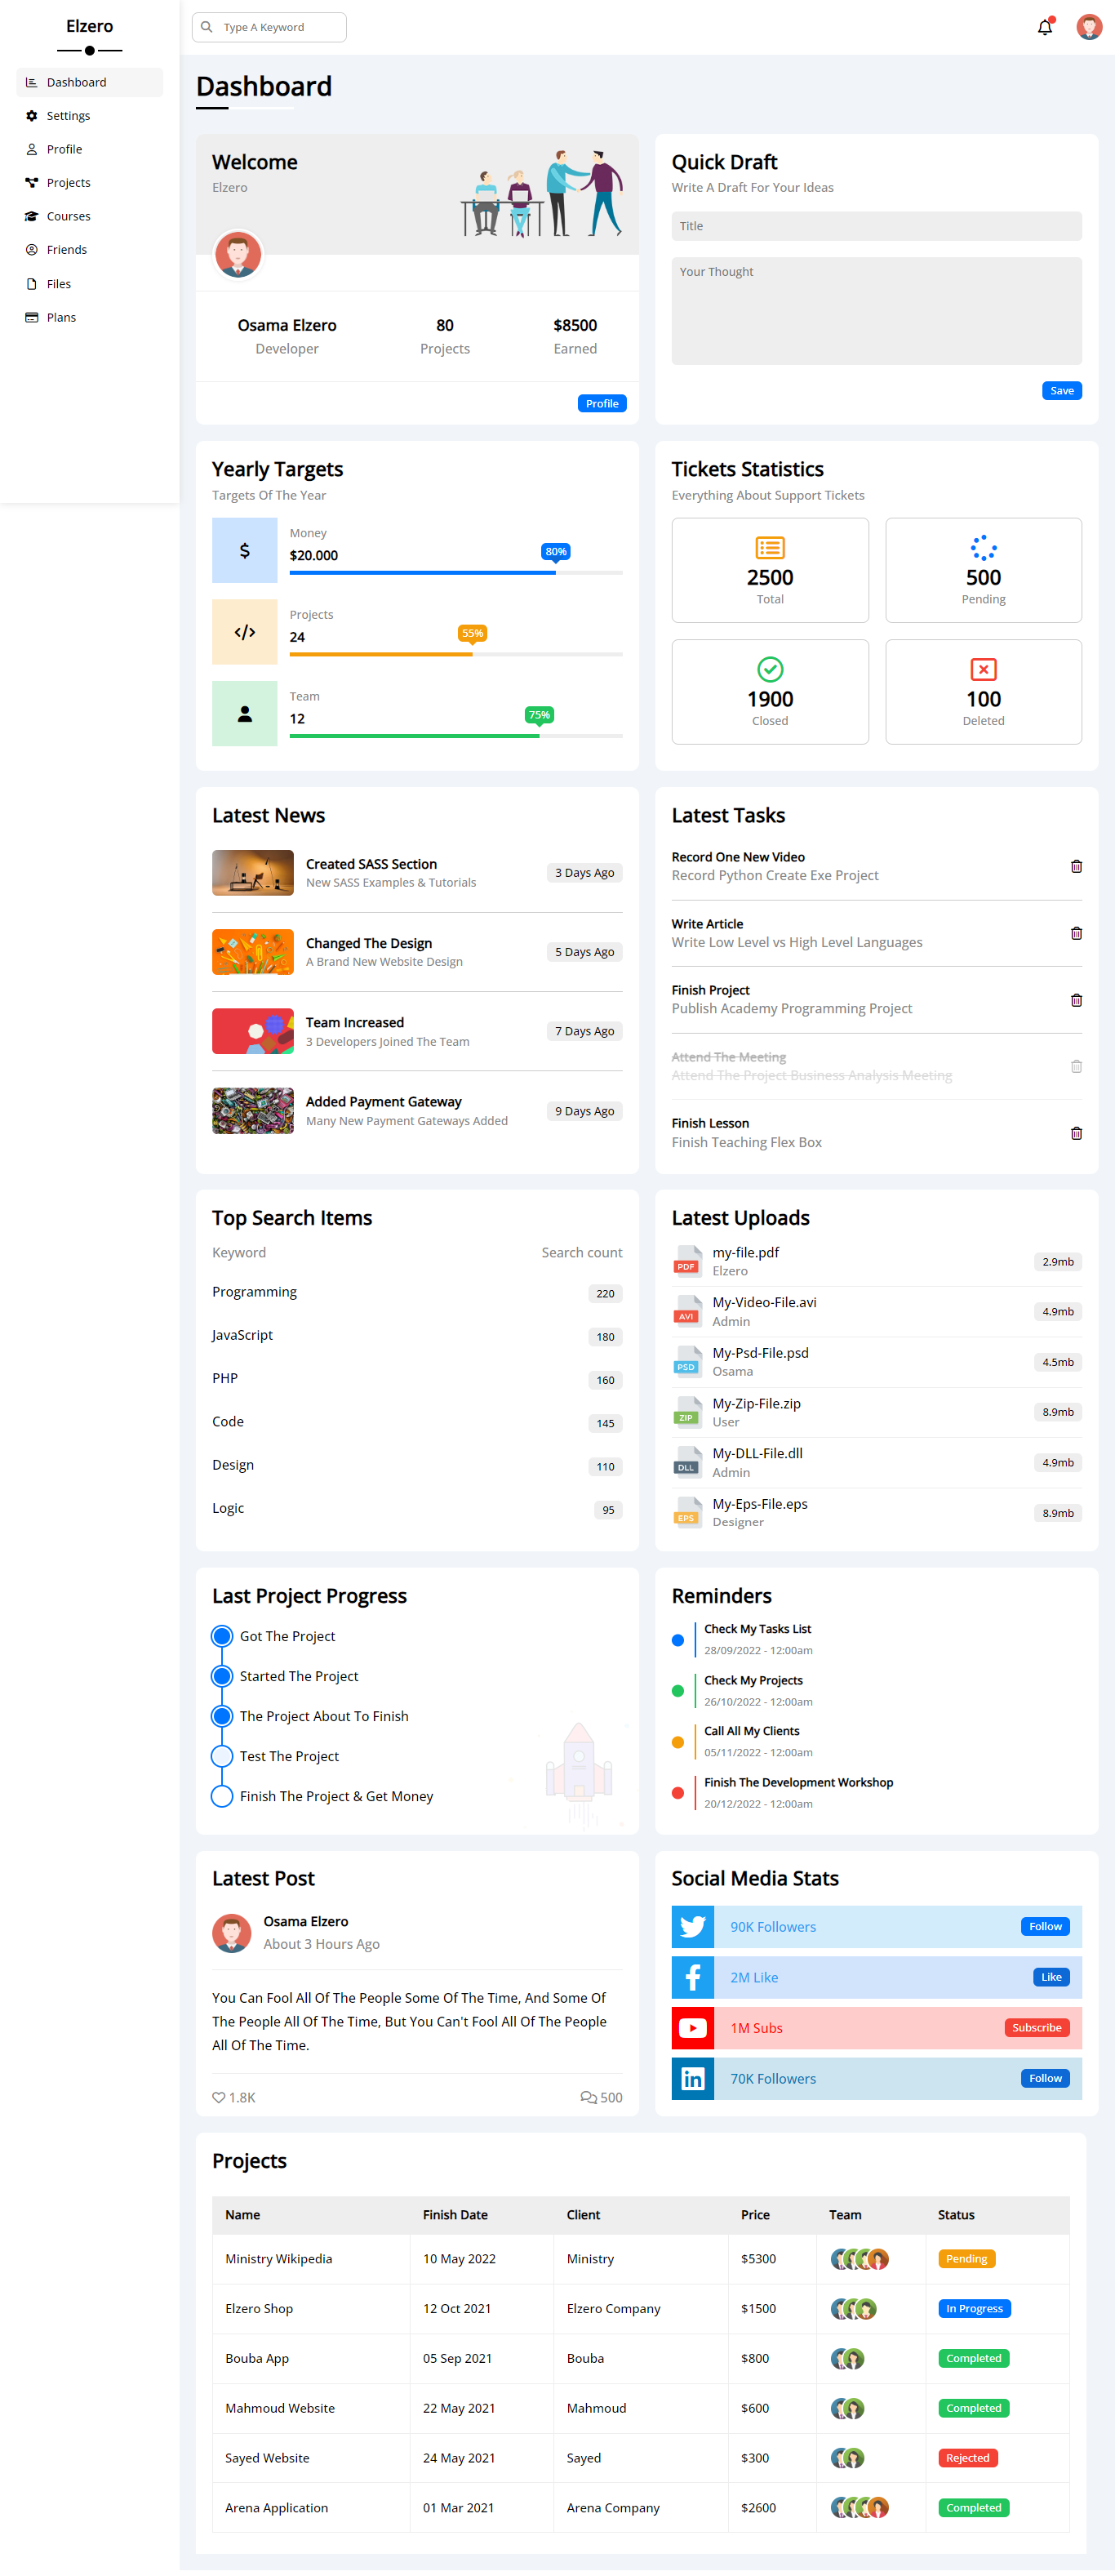 Elzero
Dashboard
Settings
Profile
Projects
Courses
Friends
Files
Plans
Type A Keyword
Dashboard
Welcome
Elzero
Osama Elzero
Developer
80
Projects
$8500
Earned
Profile
Quick Draft
Write A Draft For Your Ideas
Title
Your Thought
Save
Yearly Targets
Targets Of The Year
$
Money
$20.000
80%
</>
Projects
24
55%
Team
12
75%
Tickets Statistics
Everything About Support Tickets
2500
Total
500
Pending
1900
Closed
100
Deleted
Latest News
Created SASS Section
New SASS Examples & Tutorials
3 Days Ago
Changed The Design
A Brand New Website Design
5 Days Ago
Team Increased
3 Developers Joined The Team
7 Days Ago
Added Payment Gateway
Many New Payment Gateways Added
9 Days Ago
Latest Tasks
Record One New Video
Record Python Create Exe Project
Write Article
Write Low Level vs High Level Languages
Finish Project
Publish Academy Programming Project
Attend The Meeting
Attend The Project Business Analysis Meeting
Finish Lesson
Finish Teaching Flex Box
Top Search Items
Keyword Search count
Programming 220
JavaScript 180
PHP 160
Code 145
Design 110
Logic 95
Latest Uploads
PDF
my-file.pdf
Elzero
2.9mb
AVI
My-Video-File.avi
Admin
4.9mb
PSD
My-Psd-File.psd
Osama
4.5mb
ZIP
My-Zip-File.zip
User
8.9mb
DLL
My-DLL-File.dll
Admin
4.9mb
EPS
My-Eps-File.eps
Designer
8.9mb
Last Project Progress
Got The Project
Started The Project
The Project About To Finish
Test The Project
Finish The Project & Get Money
Reminders
Check My Tasks List
28/09/2022 - 12:00am
Check My Projects
26/10/2022 - 12:00am
Call All My Clients
05/11/2022 - 12:00am
Finish The Development Workshop
20/12/2022 - 12:00am
Latest Post
Osama Elzero
About 3 Hours Ago
You Can Fool All Of The People Some Of The Time, And Some Of
The People All Of The Time, But You Can't Fool All Of The People
All Of The Time.
1.8K 500
Social Media Stats
90K Followers Follow
2M Like Like
1M Subs Subscribe
in 70K Followers Follow
Projects
Name Finish Date Client Price Team Status
Ministry Wikipedia 10 May 2022 Ministry $5300 Pending
Elzero Shop 12 Oct 2021 Elzero Company $1500 In Progress
Bouba App 05 Sep 2021 Bouba $800 Completed
Mahmoud Website 22 May 2021 Mahmoud $600 Completed
Sayed Website 24 May 2021 Sayed $300 Rejected
Arena Application 01 Mar 2021 Arena Company $2600 Completed